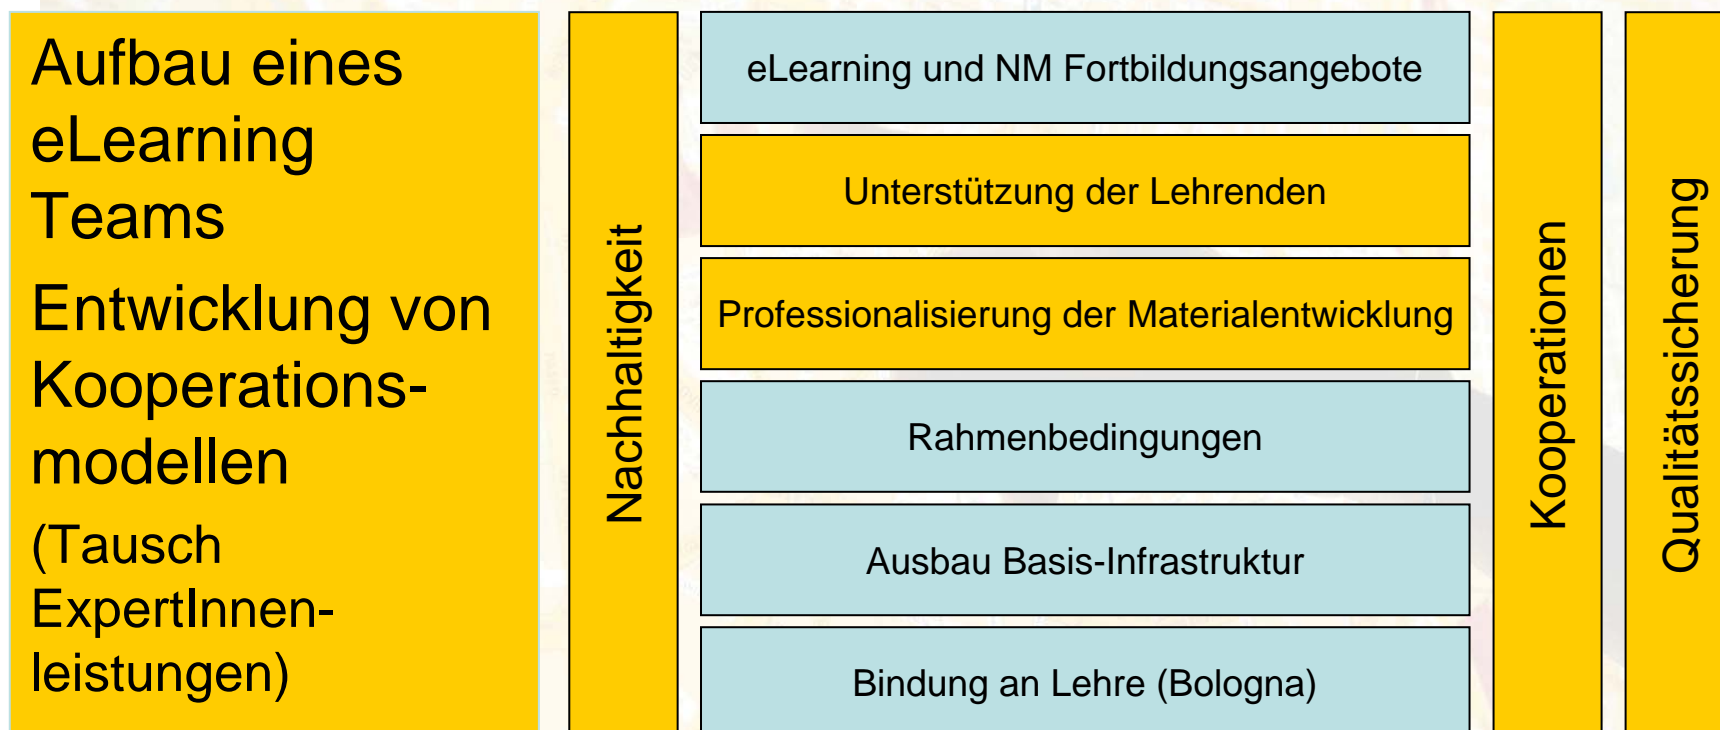 Aufbau eines
eLearning
Teams
Entwicklung von
Kooperations-
modellen
(Tausch
ExpertInnen-
leistungen)
Nachhaltigkeit
eLearning und NM Fortbildungsangebote
Unterstützung der Lehrenden
Professionalisierung der Materialentwicklung
Rahmenbedingungen
Ausbau Basis-Infrastruktur
Bindung an Lehre (Bologna)
Kooperationen
Qualitätssicherung